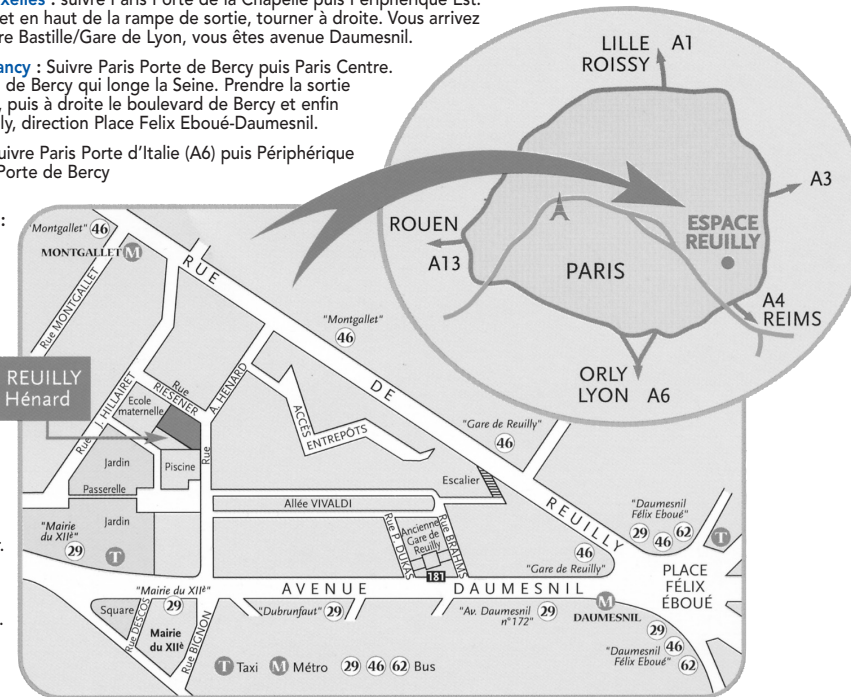 xelles : suivre Paris Porte de la Chapelle puis Périphérique Est.
et en haut de la rampe de sortie, tourner à droite. Vous arrivez
re Bastille/Gare de Lyon, vous êtes avenue Daumesnil.
ancy : Suivre Paris Porte de Bercy puis Paris Centre.
de Bercy qui longe la Seine. Prendre la sortie
, puis à droite le boulevard de Bercy et enfin
ly, direction Place Felix Eboué-Daumesnil.
uivre Paris Porte d'Italie (A6) puis Périphérique
Porte de Bercy
:
LILLE
ROISSY
A1
A3
ROUEN
A13
ESPACE
REUILLY
PARIS
A4
REIMS
ORLY
LYON A6
"Montgallet" 46
MONTGALLET M
Rue MONTGALLET
RUE
DE
REUILLY
"Montgallet"
46
REUILLY
Hénard
Rue J. HILLAIRET
Ecole
maternelle
Rue
RIESENER
Rue A. HENARD
ACCÈS
ENTREPÔTS
"Gare de Reuilly"
46
Jardin
Piscine
Passerelle
Escalier
Allée VIVALDI
Jardin
"Mairie
du XIIè"
29
T
r.
Rue P. DUKAS
Ancienne
Gare de
Reuilly
Rue BRAHMS
181
"Daumesnil
Félix Eboué"
29 46 62
T
46
"Gare de Reuilly"
PLACE
FÉLIX
ÉBOUÉ
"Mairie du XIIè"
29
AVENUE DAUMESNIL
M
DAUMESNIL
Square
Rue DESCOS
Mairie
du XIIè
Rue BIGNON
"Dubrunfaut" 29
"Av. Daumesnil
n°172"
29
29
46
"Daumesnil
Félix Eboué"
62
.
T Taxi M Métro 29 46 62 Bus